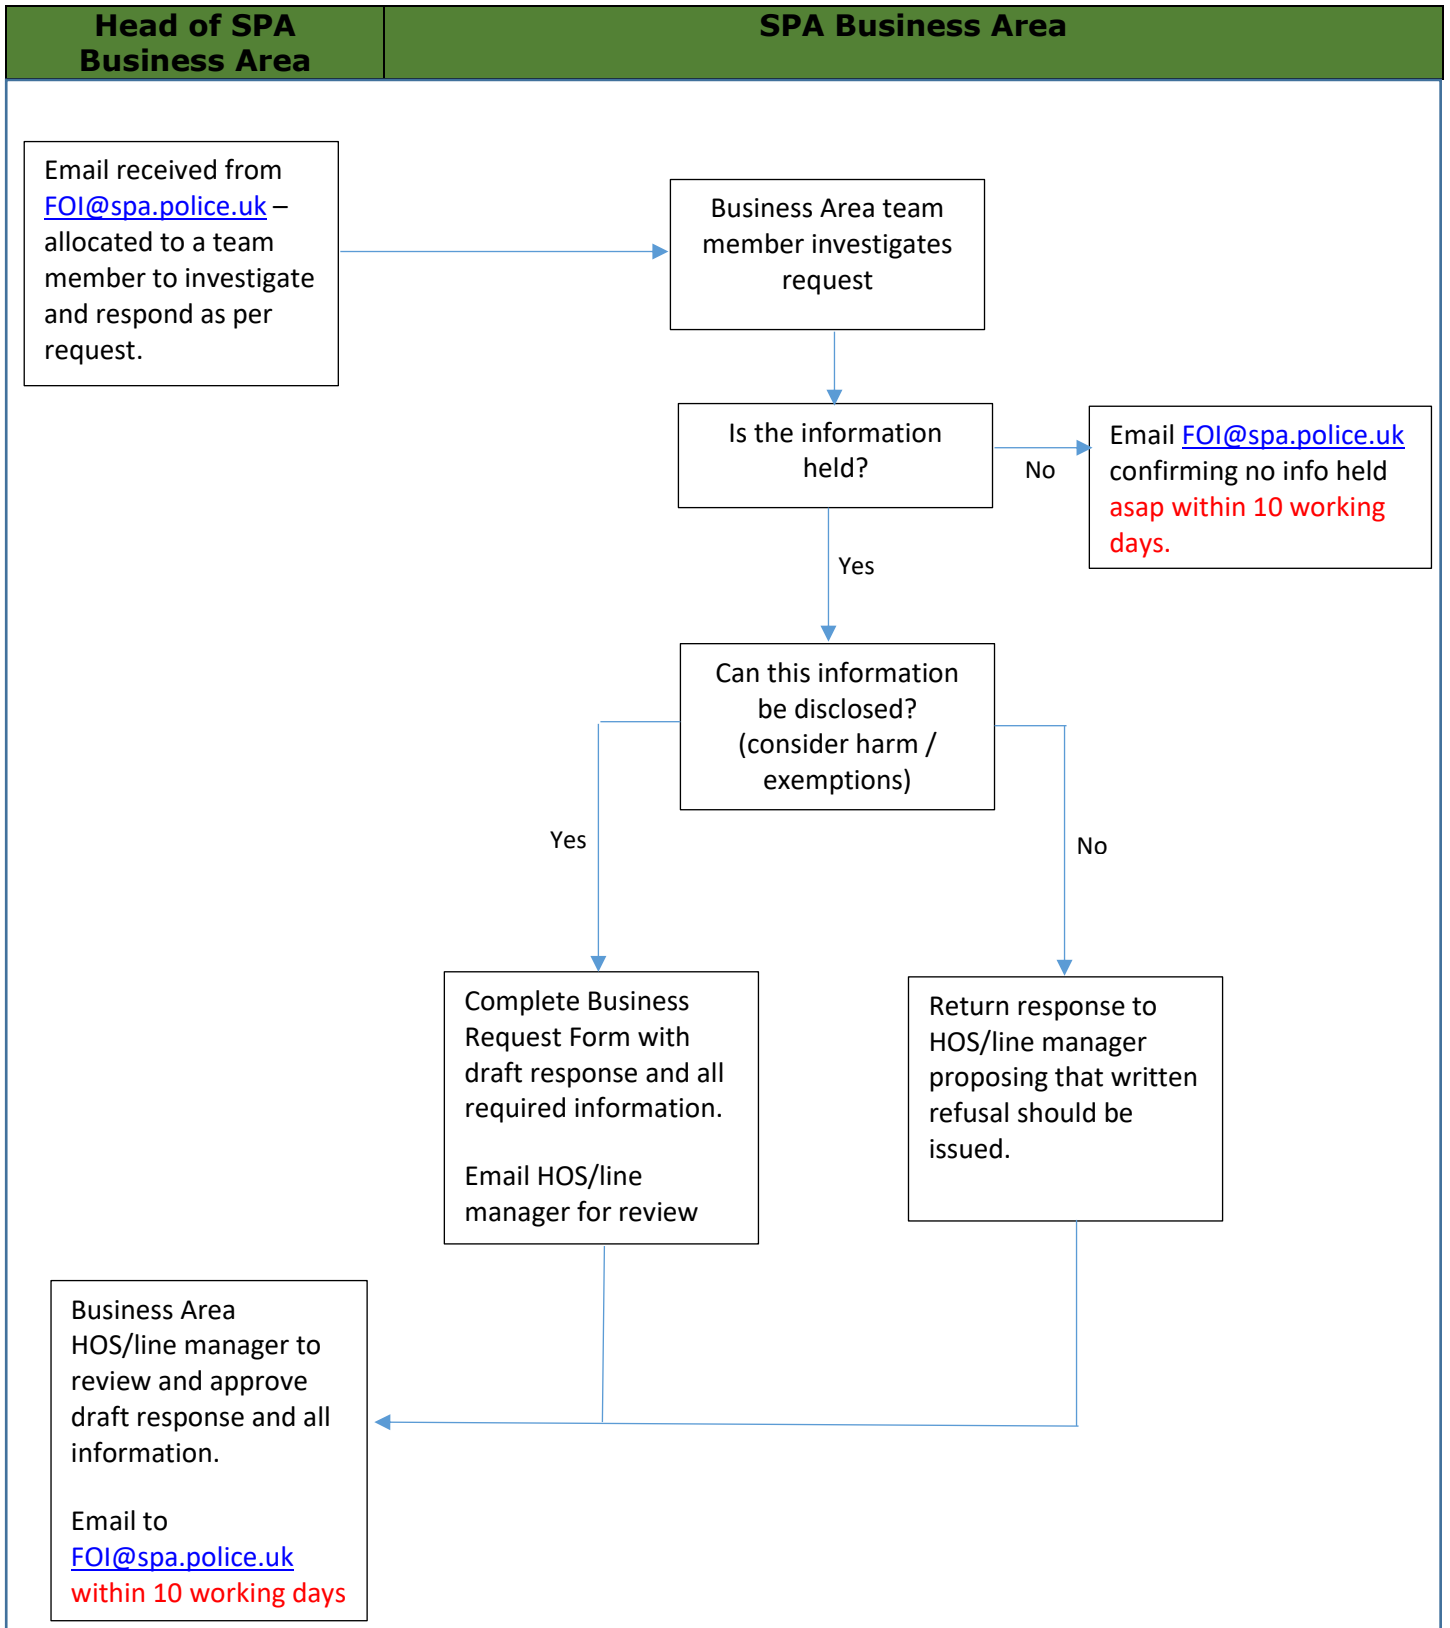 Head of SPA
Business Area
SPA Business Area
Email received from
FOI@spa.police.uk –
allocated to a team
member to investigate
and respond as per
request.
Business Area team
member investigates
request
Is the information
held?
No
Email FOI@spa.police.uk
confirming no info held
asap within 10 working
days.
Yes
Can this information
be disclosed?
(consider harm /
exemptions)
Yes
No
Complete Business
Request Form with
draft response and all
required information.
Email HOS/line
manager for review
Return response to
HOS/line manager
proposing that written
refusal should be
issued.
Business Area
HOS/line manager to
review and approve
draft response and all
information.
Email to
FOI@spa.police.uk
within 10 working days